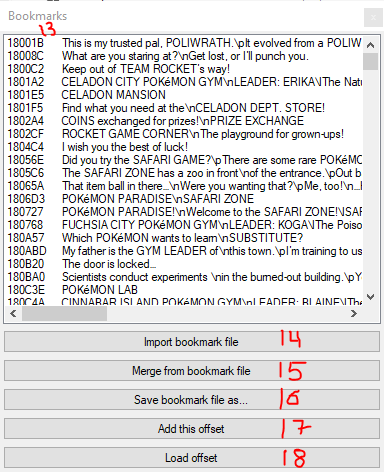 Bookmarks x
13
18001B This is my trusted pal, POLIWRATH.\pIt evolved from a POLIW
18008C What are you staring at?\nGet lost, or I'll punch you.
1800C2 Keep out of TEAM ROCKET's way!
1801A2 CELADON CITY POKéMON GYM\nLEADER: ERIKA\lThe Natu
1801E5 CELADON MANSION
1801F5 Find what you need at the\nCELADON DEPT. STORE!
1802A4 COINS exchanged for prizes!\nPRIZE EXCHANGE
1802CF ROCKET GAME CORNER\nThe playground for grown-ups!
1804C4 I wish you the best of luck!
18056E Did you try the SAFARI GAME?\pThere are some rare POKéM
1805C6 The SAFARI ZONE has a zoo in front\nof the entrance.\pOut b
18065A That item ball in there...\nWere you wanting that?\pMe, too!\n...I
1806D3 POKéMON PARADISE\nSAFARI ZONE
180727 POKéMON PARADISE!\nWelcome to the SAFARI ZONE!\lSAF
180768 FUCHSIA CITY POKéMON GYM\nLEADER: KOGA\lThe Poiso
180A57 Which POKéMON wants to learn\nSUBSTITUTE?
180ABD My father is the GYM LEADER of\nthis town.\pI'm training to us
180B20 The door is locked...
180BA0 Scientists conduct experiments \nin the burned-out building.\pY
180C3E POKéMON LAB
180C4A CINNABAR ISLAND POKéMON GYM\nLEADER: BLAINE\lThe
Import bookmark file 14
Merge from bookmark file 15
Save bookmark file as... 16
Add this offset 17
Load offset 18